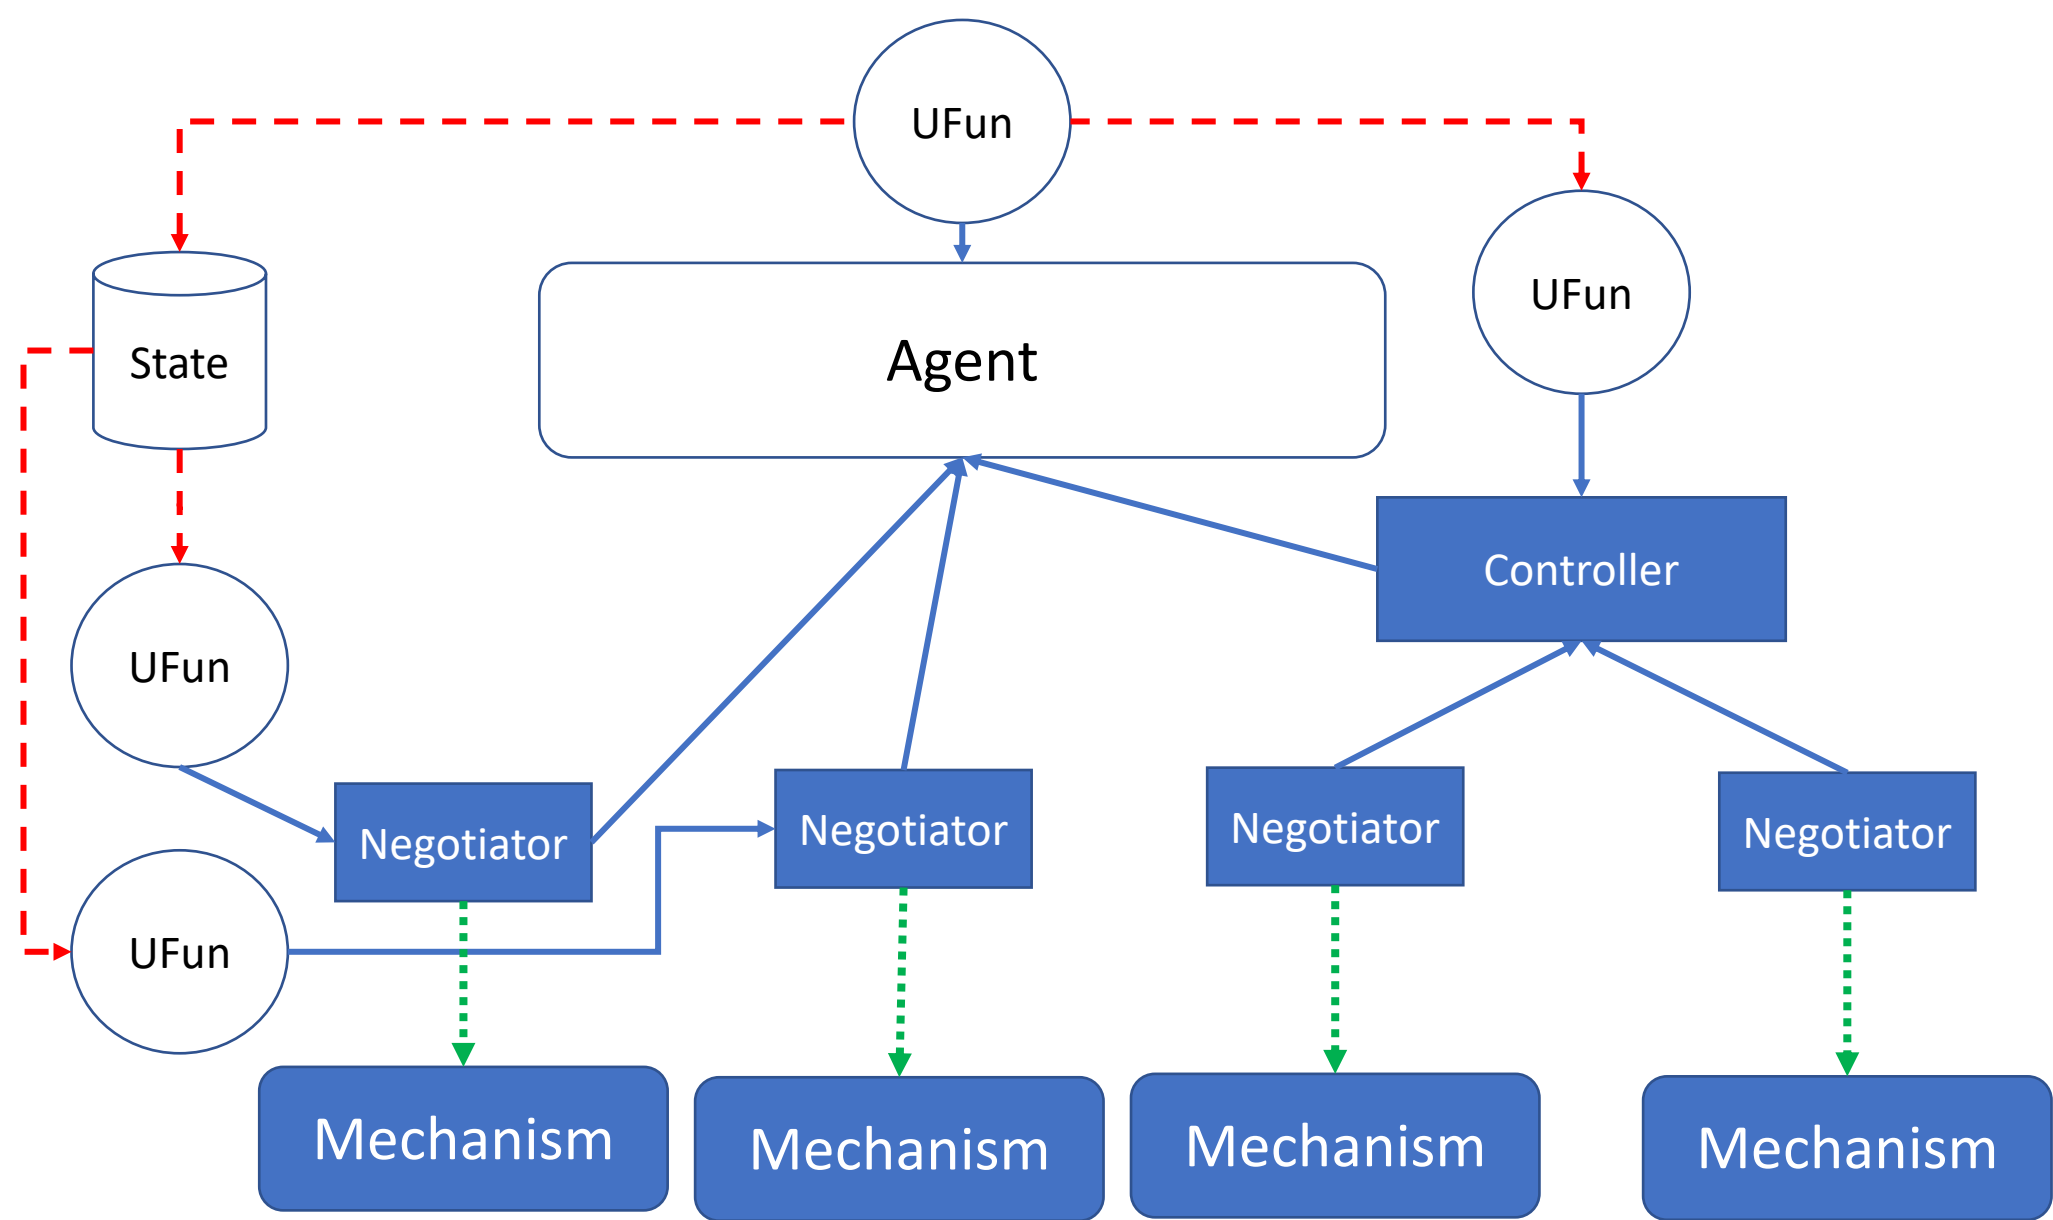 UFun
UFun
State
Agent
Controller
UFun
Negotiator
Negotiator
Negotiator
Negotiator
UFun
Mechanism
Mechanism
Mechanism
Mechanism